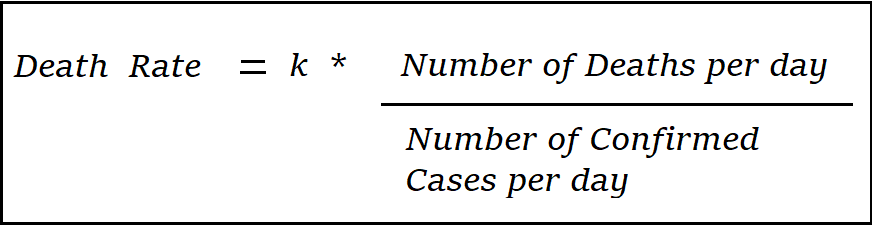 Death Rate = k * Number of Deaths per day
Number of Confirmed
Cases per day